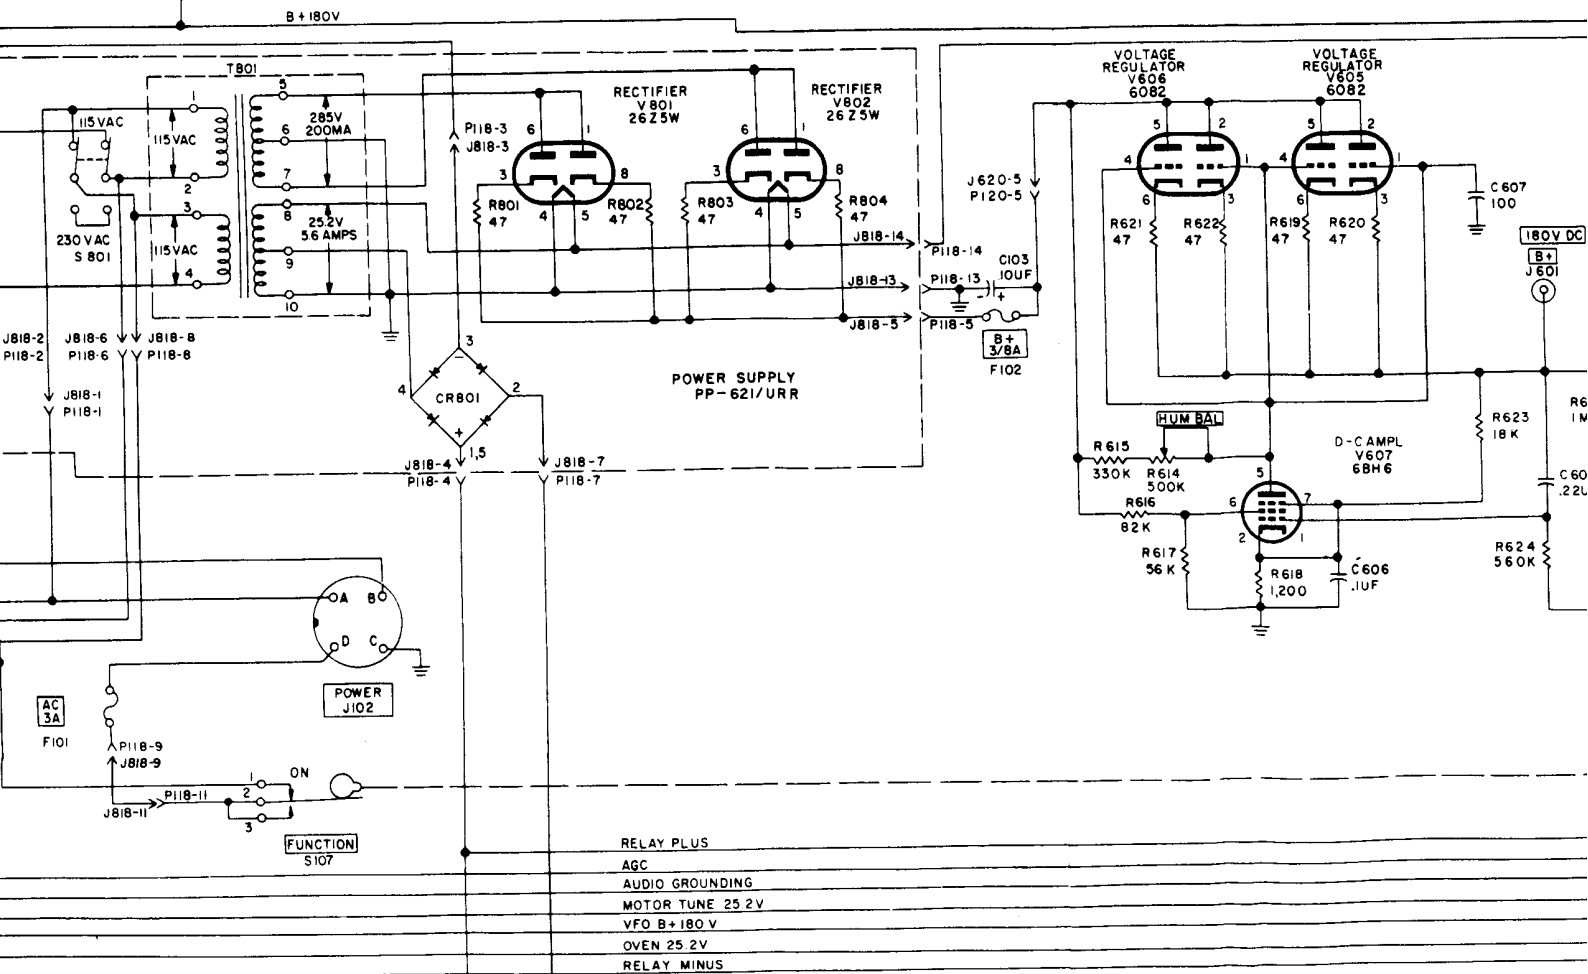 B+180V
T801
1
115VAC
115VAC
2
3
115VAC
4
230VAC
S 801
5
285V
200MA
6
7
8
25.2V
5.6 AMPS
9
10
P118-3
J818-3
RECTIFIER
V801
26Z5W
6
1
3
8
4
5
R801
47
R802
47
RECTIFIER
V802
26Z5W
6
1
3
8
4
5
R803
47
R804
47
J818-14
P118-14
J818-13
P118-13
J818-5
P118-5
C103
10UF
-
+
B+
3/8A
F102
J620-5
P120-5
VOLTAGE
REGULATOR
V606
6082
5
2
4
1
6
3
R621
47
R622
47
VOLTAGE
REGULATOR
V605
6082
5
2
4
1
6
3
R619
47
R620
47
C607
100
180V DC
B+
J601
J818-2
P118-2
J818-6
P118-6
J818-8
P118-8
J818-1
P118-1
3
-
4
CR801
2
+
1,5
J818-4
P118-4
J818-7
P118-7
POWER SUPPLY
PP-621/URR
HUM BAL
R615
330K
R614
500K
R616
82K
R617
56K
D-C AMPL
V607
6BH6
5
6
7
2
1
R618
1,200
C606
.1UF
R623
18K
R6
1M
C60
.22U
R624
560K
A
B
D
C
POWER
J102
AC
3A
F101
P118-9
J818-9
P118-11
J818-11
1
2
3
ON
FUNCTION
S107
RELAY PLUS
AGC
AUDIO GROUNDING
MOTOR TUNE 25.2V
VFO B+180 V
OVEN 25.2V
RELAY MINUS